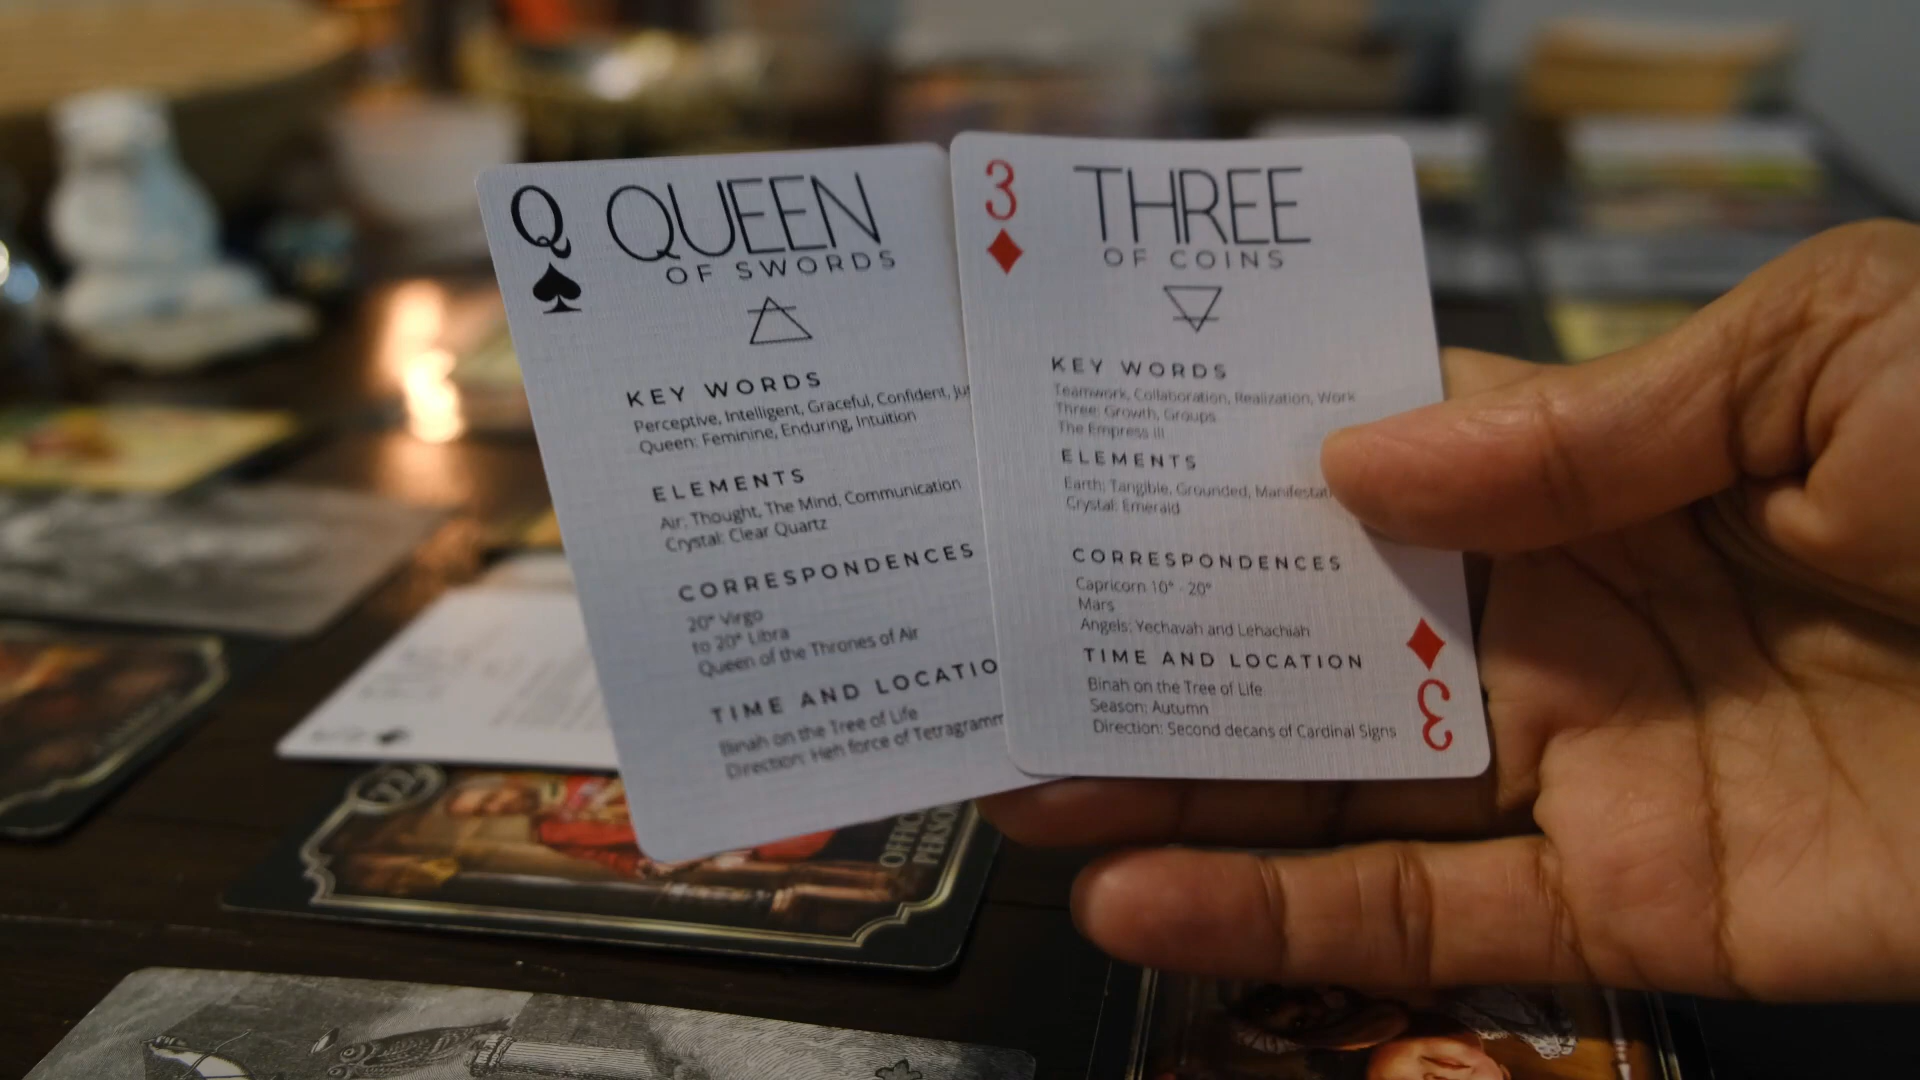 Q
QUEEN
OF SWORDS
KEY WORDS
Perceptive, Intelligent, Graceful, Confident,
Queen: Feminine, Enduring, Intuition
ELEMENTS
Air: Thought, The Mind, Communication
Crystal: Clear Quartz
CORRESPONDENCES
20° Virgo
to 20° Libra
Queen of the Thrones of Air
TIME AND LOCATIO
Binah on the Tree of Life
Direction: Heh force of Tetragramm
3
THREE
OF COINS
KEY WORDS
Teamwork, Collaboration, Realization, Work
Three: Growth, Groups
The Empress III
ELEMENTS
Earth: Tangible, Grounded, Manifestati
Crystal: Emerald
CORRESPONDENCES
Capricorn 10° - 20°
Mars
Angels: Yechavah and Lehachiah
TIME AND LOCATION
Binah on the Tree of Life
Season: Autumn
Direction: Second decans of Cardinal Signs
3